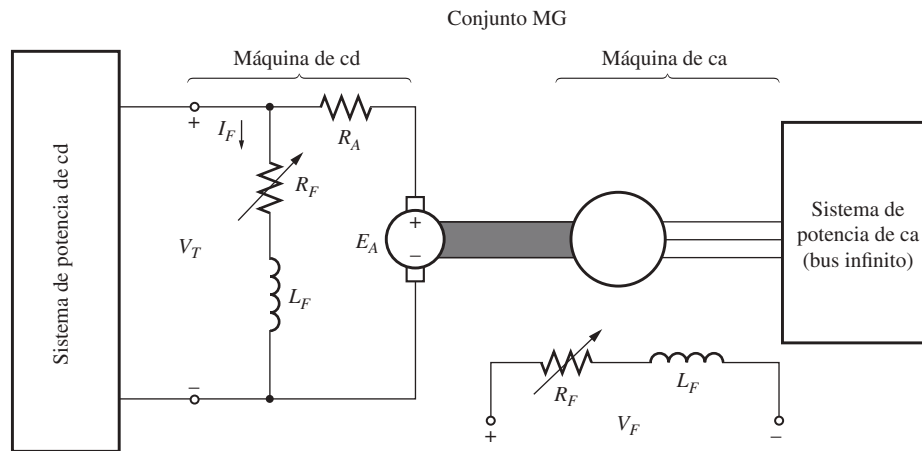 Conjunto MG
Máquina de cd
Máquina de ca
Sistema de potencia de cd
+
I_F
R_A
R_F
V_T
E_A
+
−
L_F
−
Sistema de
potencia de ca
(bus infinito)
R_F
L_F
+
V_F
−